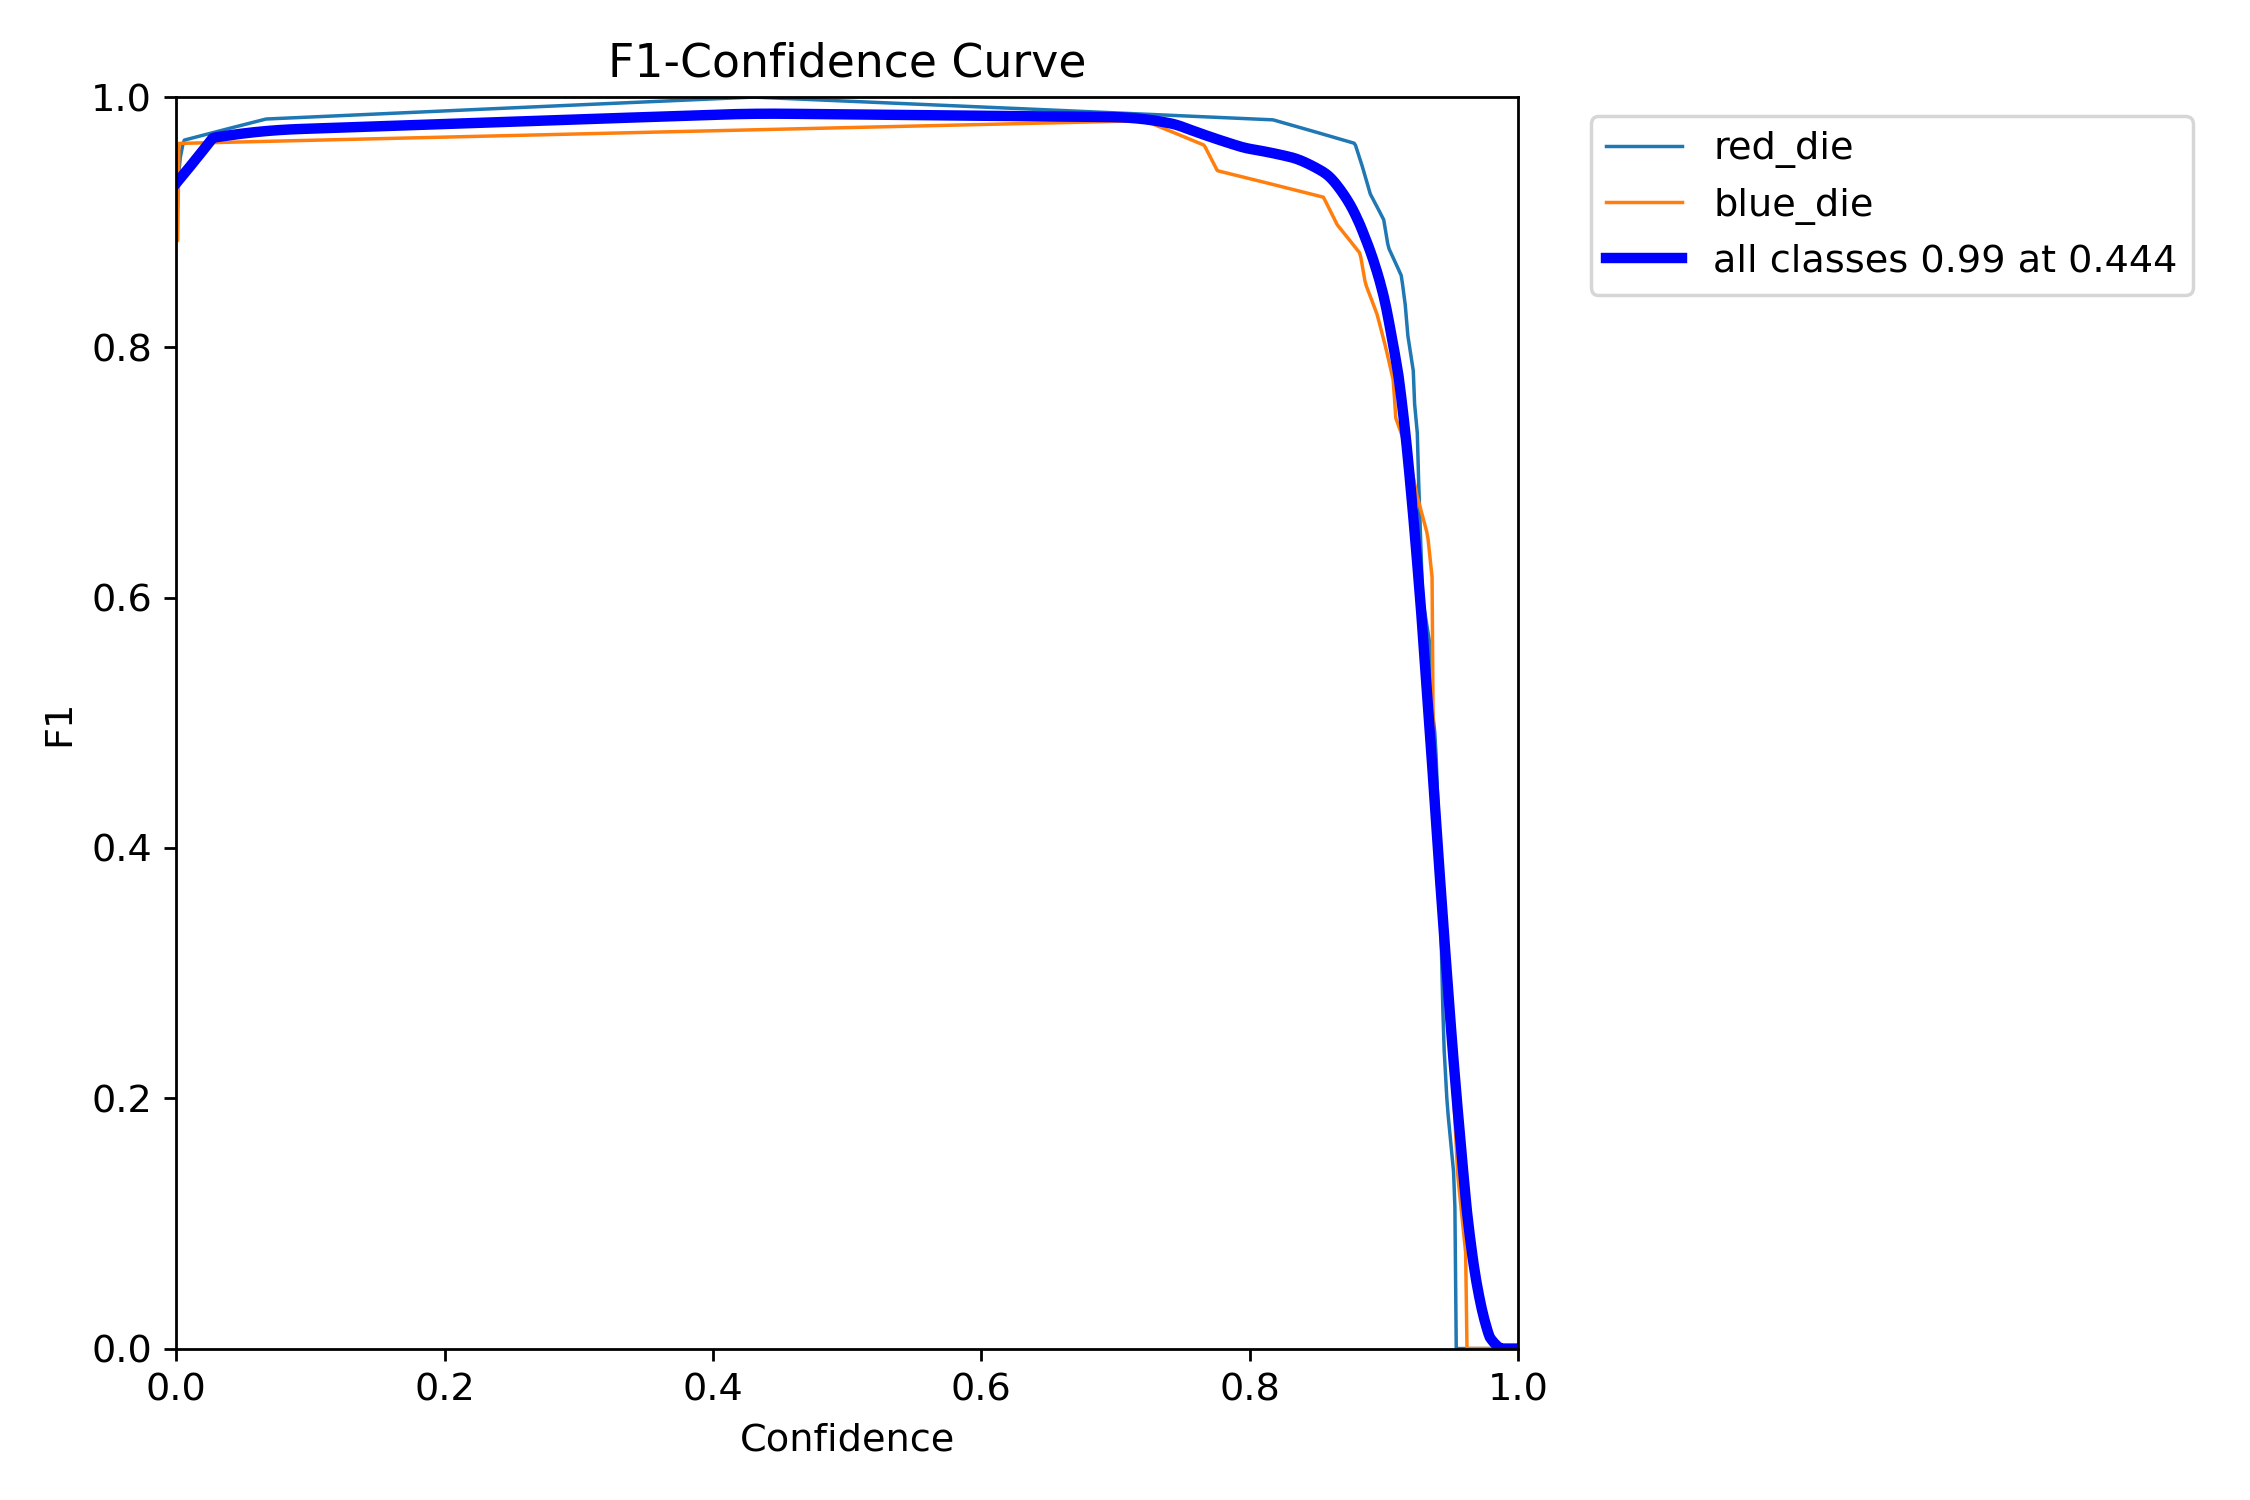 F1-Confidence Curve
red_die
blue_die
all classes 0.99 at 0.444
1.0
0.8
0.6
0.4
0.2
0.0
F1
0.0 0.2 0.4 0.6 0.8 1.0
Confidence